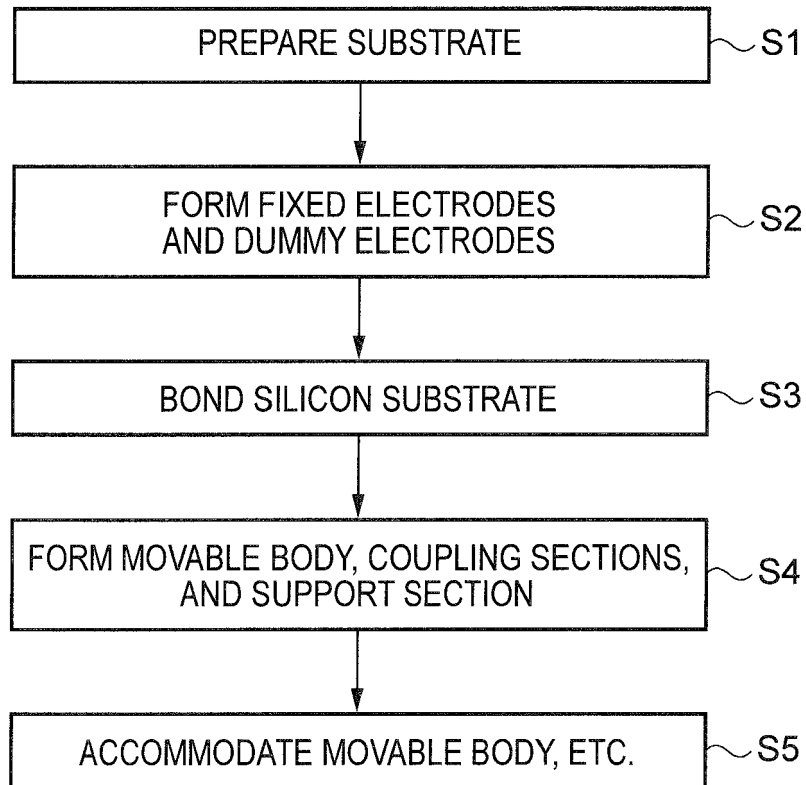 PREPARE SUBSTRATE S1
FORM FIXED ELECTRODES
AND DUMMY ELECTRODES S2
BOND SILICON SUBSTRATE S3
FORM MOVABLE BODY, COUPLING SECTIONS,
AND SUPPORT SECTION S4
ACCOMMODATE MOVABLE BODY, ETC. S5